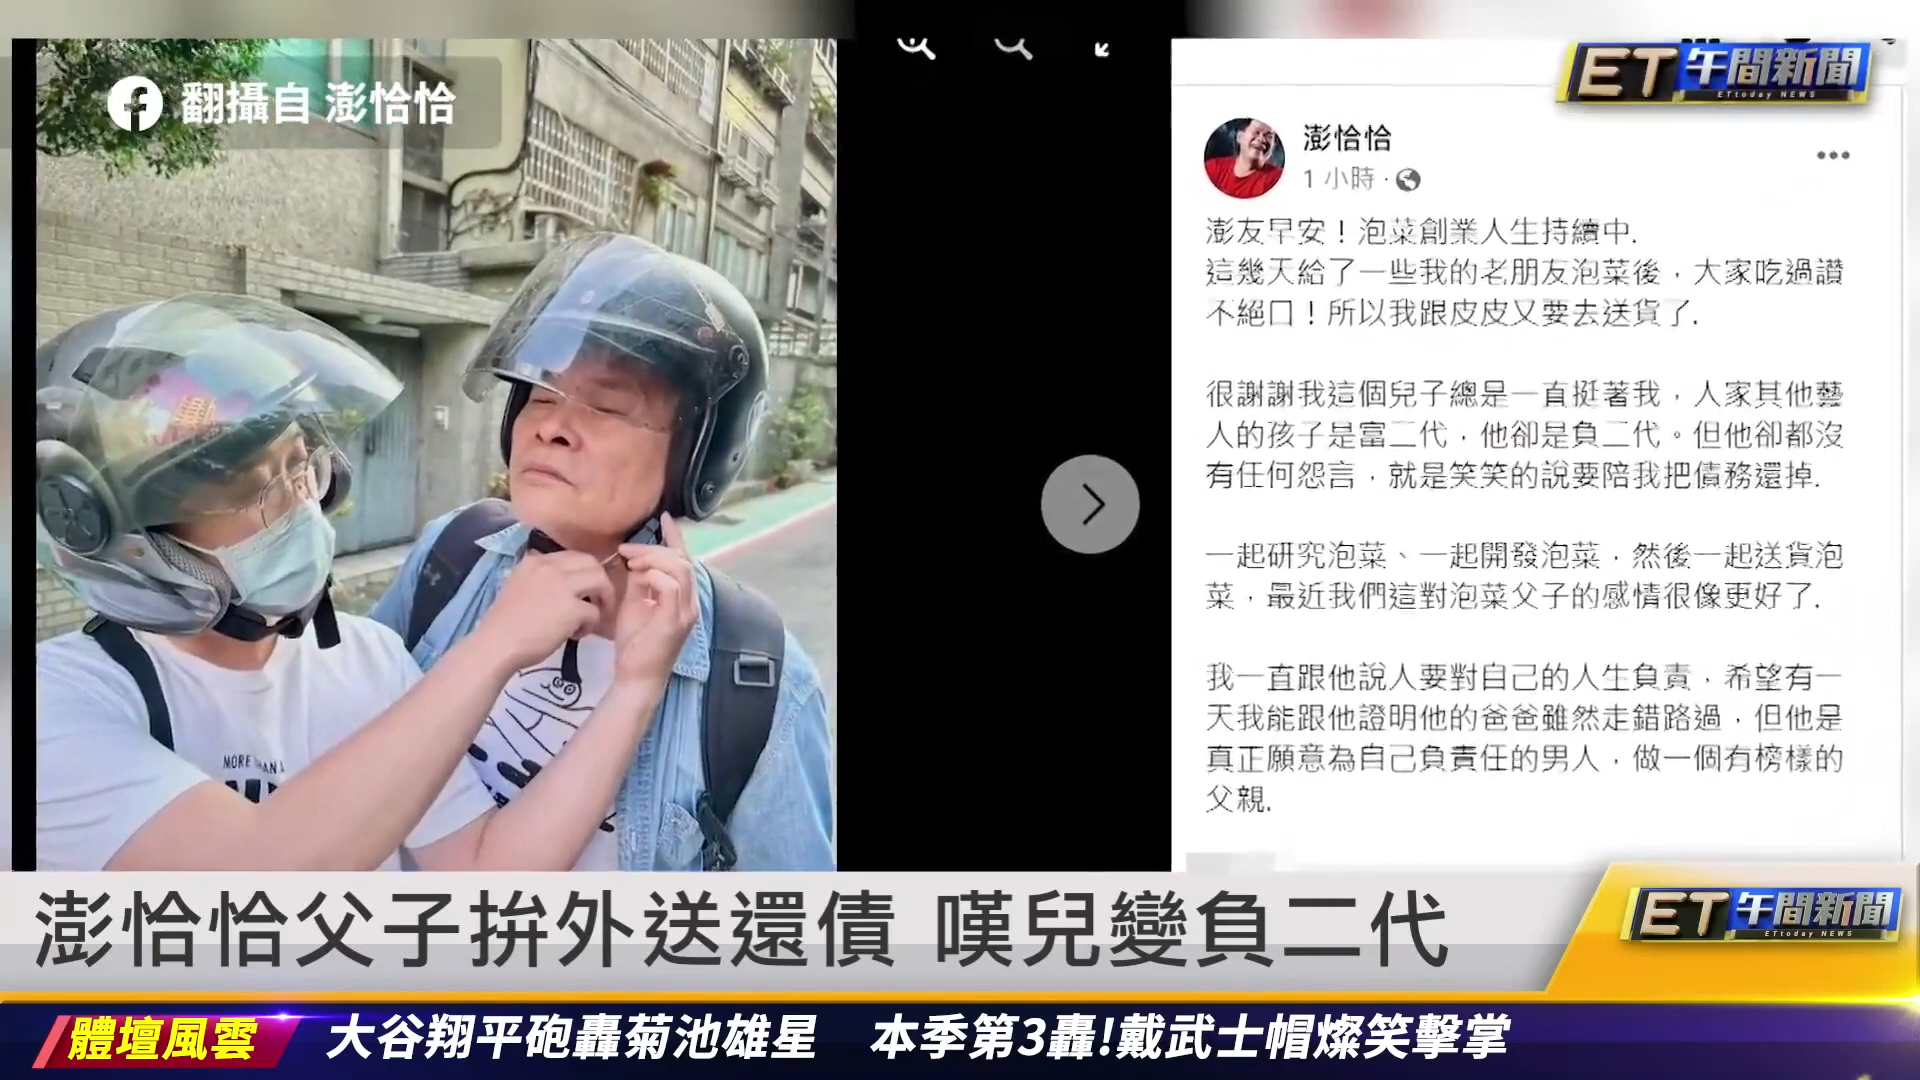 翻攝自 澎恰恰
ET 午間新聞
ETtoday NEWS
澎恰恰
1 小時 ·
澎友早安！泡菜創業人生持續中.
這幾天給了一些我的老朋友泡菜後，大家吃過讚
不絕口！所以我跟皮皮又要去送貨了.
很謝謝我這個兒子總是一直挺著我，人家其他藝
人的孩子是富二代，他卻是負二代。但他卻都沒
有任何怨言，就是笑笑的說要陪我把債務還掉.
一起研究泡菜、一起開發泡菜，然後一起送貨泡
菜，最近我們這對泡菜父子的感情很像更好了.
我一直跟他說人要對自己的人生負責，希望有一
天我能跟他證明他的爸爸雖然走錯路過，但他是
真正願意為自己負責任的男人，做一個有榜樣的
父親.
澎恰恰父子拚外送還債 嘆兒變負二代
ET 午間新聞
ETtoday NEWS
體壇風雲
大谷翔平砲轟菊池雄星 本季第3轟!戴武士帽燦笑擊掌